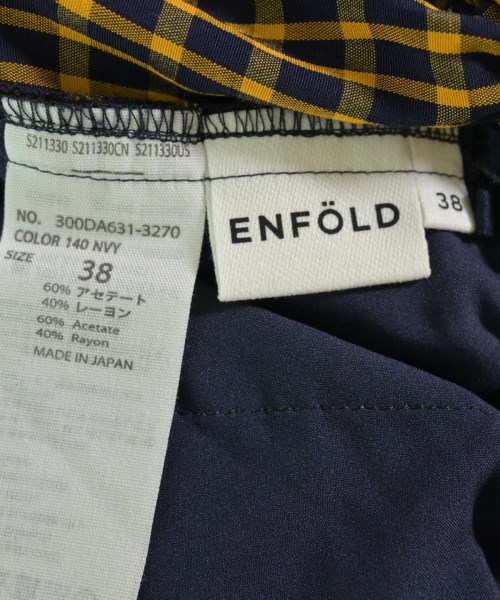 S211330 S211330CN S211330US
NO. 300DA631-3270
COLOR 140 NVY
SIZE 38
60% アセテート
40% レーヨン
60% Acetate
40% Rayon
MADE IN JAPAN
ENFÖLD
38